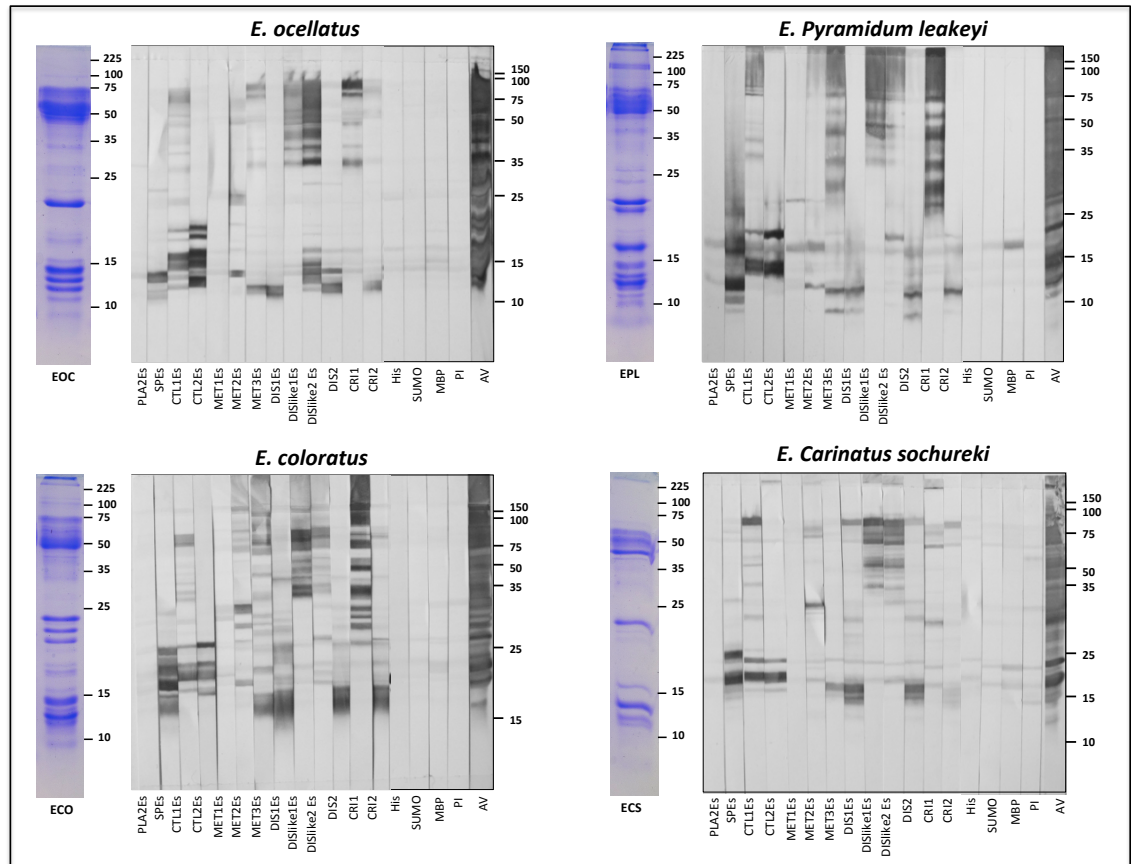 E. ocellatus
225
100
75
50
35
25
15
10
EOC
150
100
75
50
35
25
15
10
PLA2Es
SPEs
CTL1Es
CTL2Es
MET1Es
MET2Es
MET3Es
DIS1Es
DISlike1Es
DISlike2 Es
DIS2
CRI1
CRI2
His
SUMO
MBP
PI
AV
E. Pyramidum leakeyi
225
100
75
50
35
25
15
10
EPL
150
100
75
50
35
25
15
10
PLA2Es
SPEs
CTL1Es
CTL2Es
MET1Es
MET2Es
MET3Es
DIS1Es
DISlike1Es
DISlike2 Es
DIS2
CRI1
CRI2
His
SUMO
MBP
PI
AV
E. coloratus
225
100
75
50
35
25
15
10
ECO
150
100
75
50
35
25
15
PLA2Es
SPEs
CTL1Es
CTL2Es
MET1Es
MET2Es
MET3Es
DIS1Es
DISlike1Es
DISlike2 Es
DIS2
CRI1
CRI2
His
SUMO
MBP
PI
AV
E. Carinatus sochureki
225
100
75
50
35
25
15
10
ECS
150
100
75
50
35
25
15
10
PLA2Es
SPEs
CTL1Es
CTL2Es
MET1Es
MET2Es
MET3Es
DIS1Es
DISlike1Es
DISlike2 Es
DIS2
CRI1
CRI2
His
SUMO
MBP
PI
AV